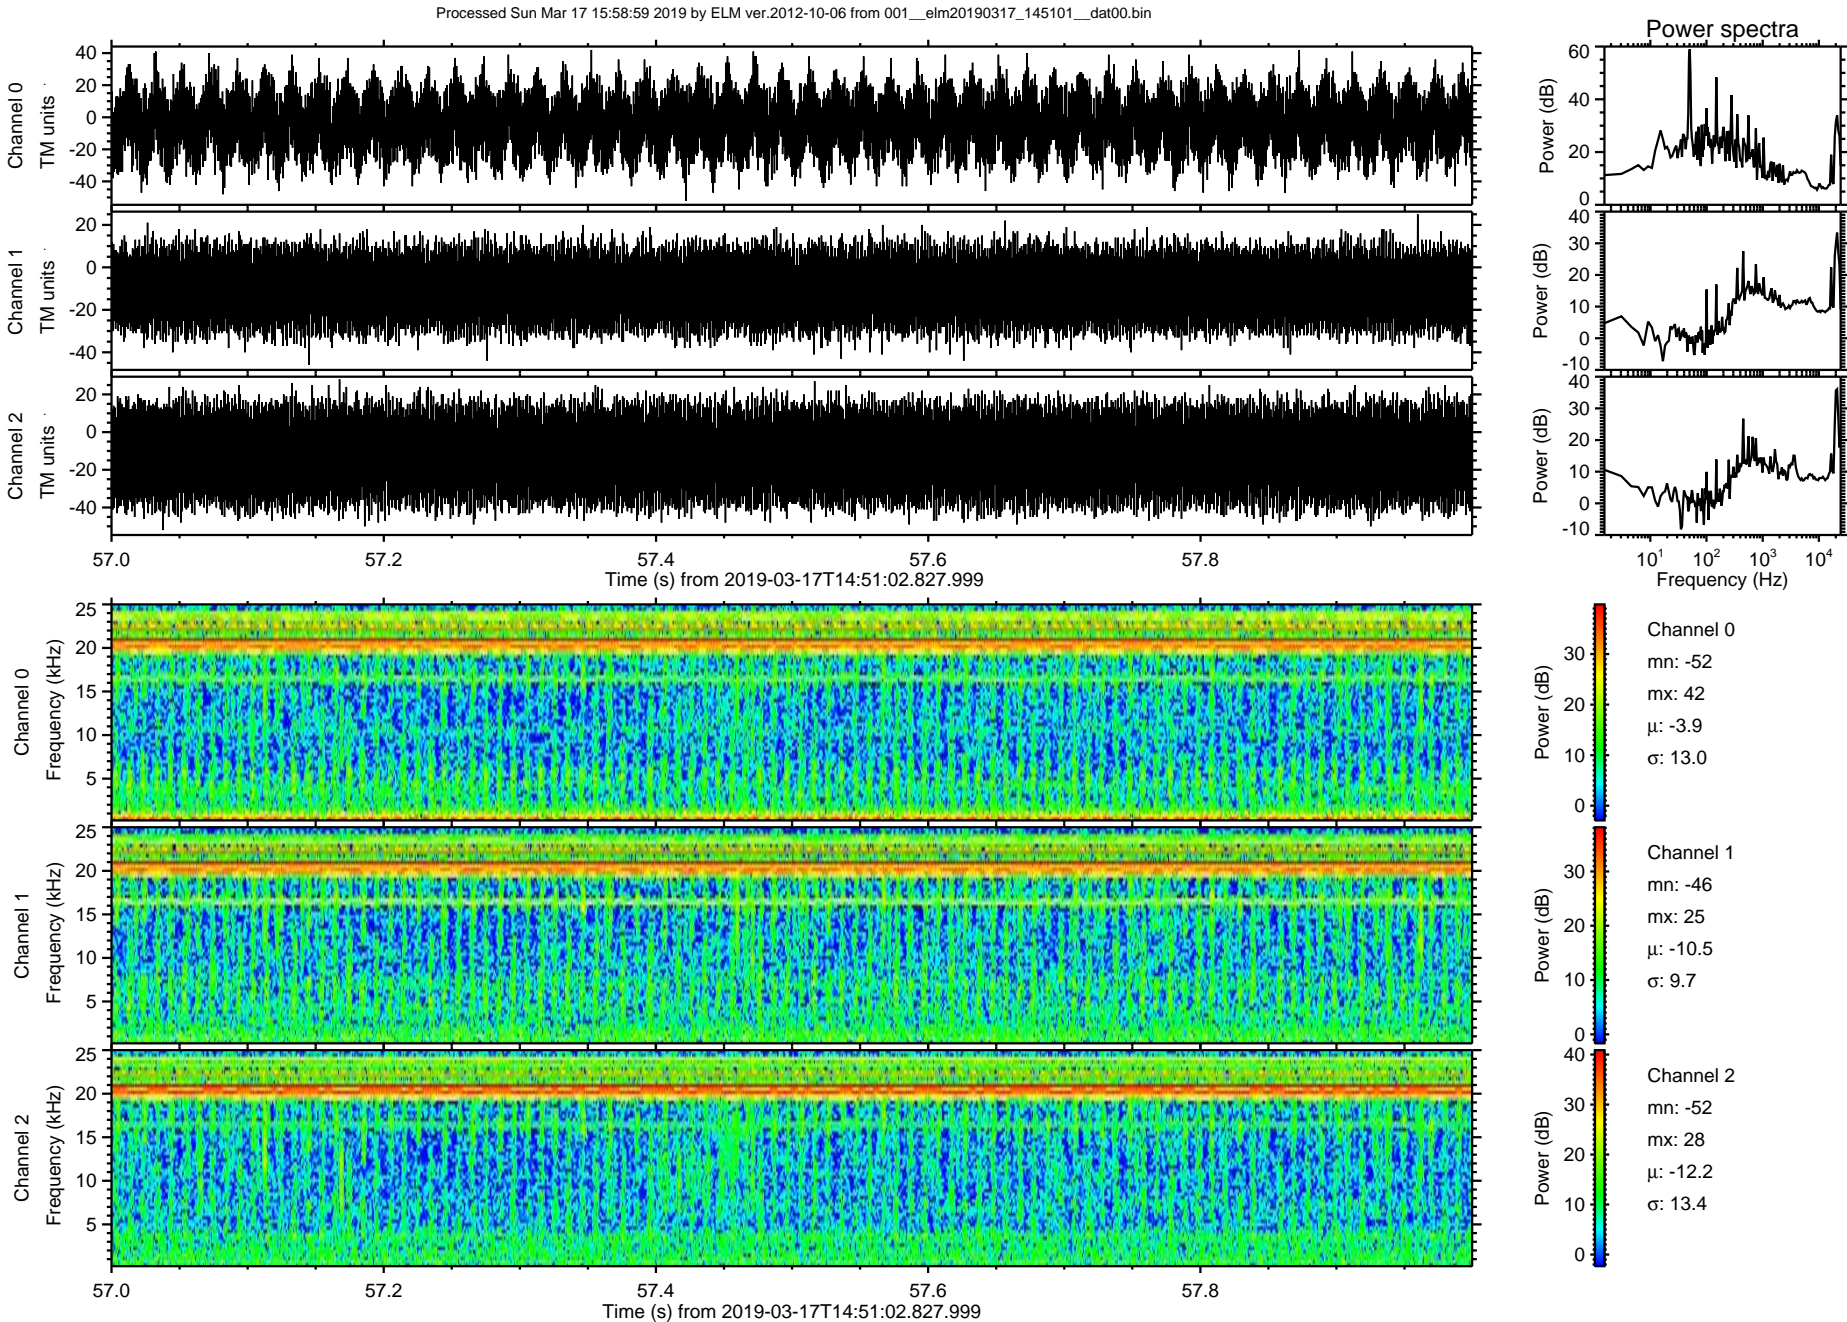 Processed Sun Mar 17 15:58:59 2019 by ELM ver.2012-10-06 from 001__elm20190317_145101__dat00.bin
Power spectra
Channel 0
TM units
40
20
0
-20
-40
Power (dB)
60
40
20
0
Channel 1
TM units
20
0
-20
-40
Power (dB)
40
30
20
10
0
-10
Channel 2
TM units
20
0
-20
-40
Power (dB)
40
30
20
10
0
-10
57.0 57.2 57.4 57.6 57.8
Time (s) from 2019-03-17T14:51:02.827.999
10¹ 10² 10³ 10⁴
Frequency (Hz)
Channel 0
Frequency (kHz)
25
20
15
10
5
Power (dB)
30
20
10
0
Channel 0
mn: -52
mx: 42
μ: -3.9
σ: 13.0
Channel 1
Frequency (kHz)
25
20
15
10
5
Power (dB)
30
20
10
0
Channel 1
mn: -46
mx: 25
μ: -10.5
σ: 9.7
Channel 2
Frequency (kHz)
25
20
15
10
5
Power (dB)
40
30
20
10
0
Channel 2
mn: -52
mx: 28
μ: -12.2
σ: 13.4
57.0 57.2 57.4 57.6 57.8
Time (s) from 2019-03-17T14:51:02.827.999